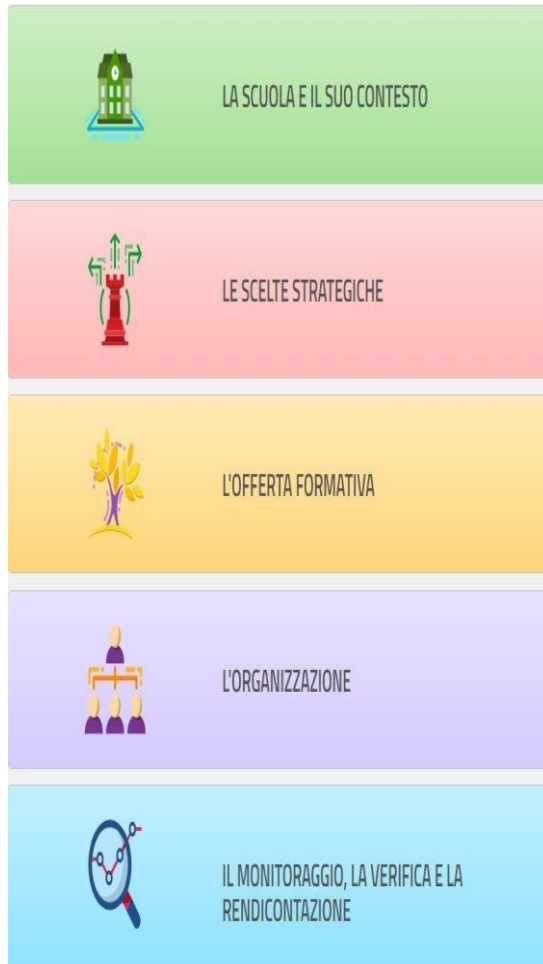 LA SCUOLA E IL SUO CONTESTO
LE SCELTE STRATEGICHE
L'OFFERTA FORMATIVA
L'ORGANIZZAZIONE
IL MONITORAGGIO, LA VERIFICA E LA
RENDICONTAZIONE